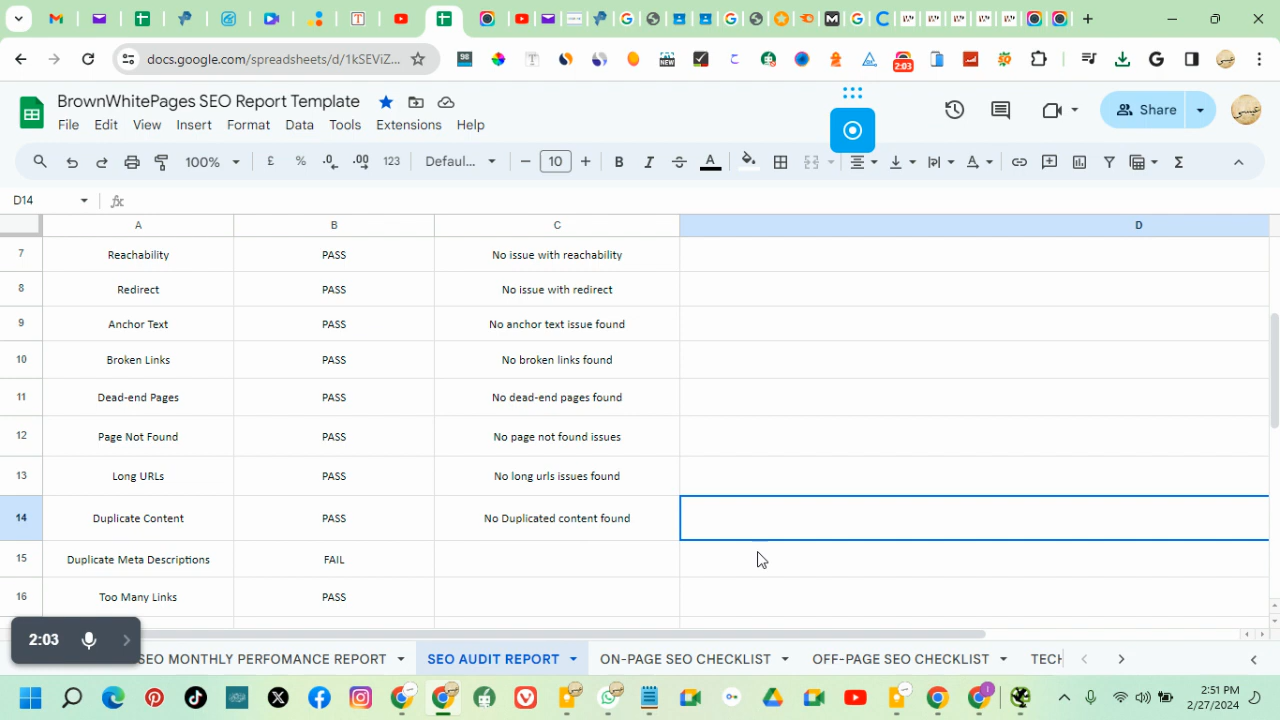 docs.google.com/spreadsheets/d/1kSEViZ...
98
NEW
2:03
BrownWhitePages SEO Report Template
Share
File Edit View Insert Format Data Tools Extensions Help
100% £ % .0 .00 123 Defaul... 10 B I A A Σ
D14 fx
A B C D
7 Reachability PASS No issue with reachability
8 Redirect PASS No issue with redirect
9 Anchor Text PASS No anchor text issue found
10 Broken Links PASS No broken links found
11 Dead-end Pages PASS No dead-end pages found
12 Page Not Found PASS No page not found issues
13 Long URLs PASS No long urls issues found
14 Duplicate Content PASS No Duplicated content found
15 Duplicate Meta Descriptions FAIL
16 Too Many Links PASS
2:03
SEO MONTHLY PERFOMANCE REPORT SEO AUDIT REPORT ON-PAGE SEO CHECKLIST OFF-PAGE SEO CHECKLIST TECH
2:51 PM
2/27/2024